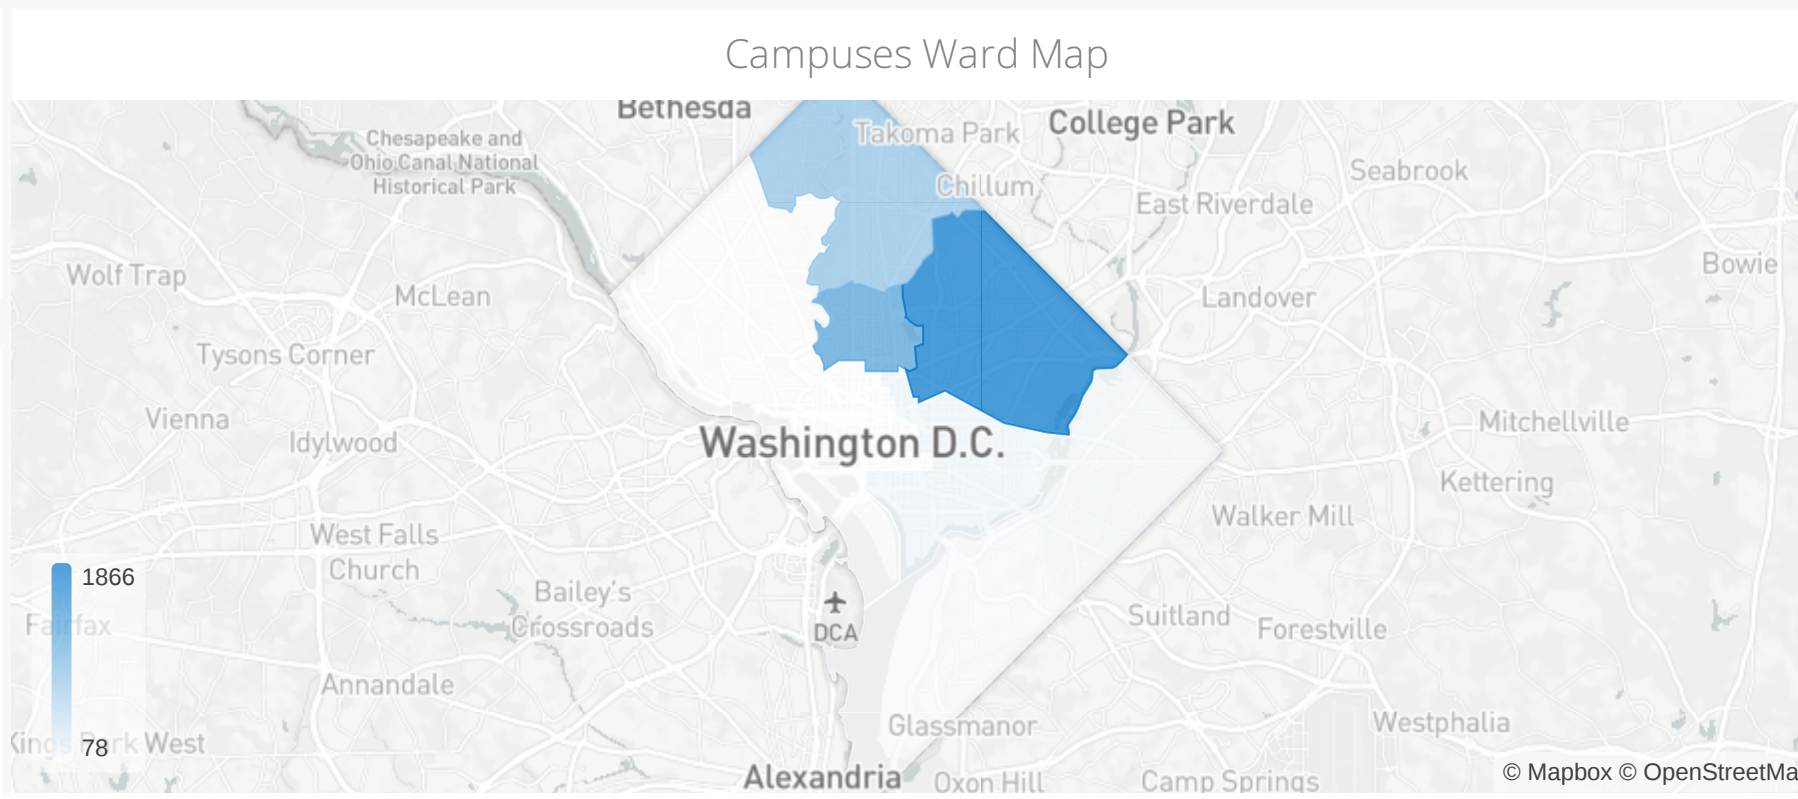 Campuses Ward Map
Bethesda
Takoma Park
College Park
Chesapeake and
Ohio Canal National
Historical Park
Seabrook
Chillum
East Riverdale
Wolf Trap
McLean
Bowie
Landover
Tysons Corner
Vienna
Idylwood
Washington D.C.
Mitchellville
Kettering
Walker Mill
West Falls
Church
1866
Bailey's
Crossroads
Fairfax
DCA
Suitland
Forestville
Annandale
Glassmanor
Westphalia
Kings Park West
78
Alexandria
Oxon Hill
Camp Springs
© Mapbox © OpenStreetMa